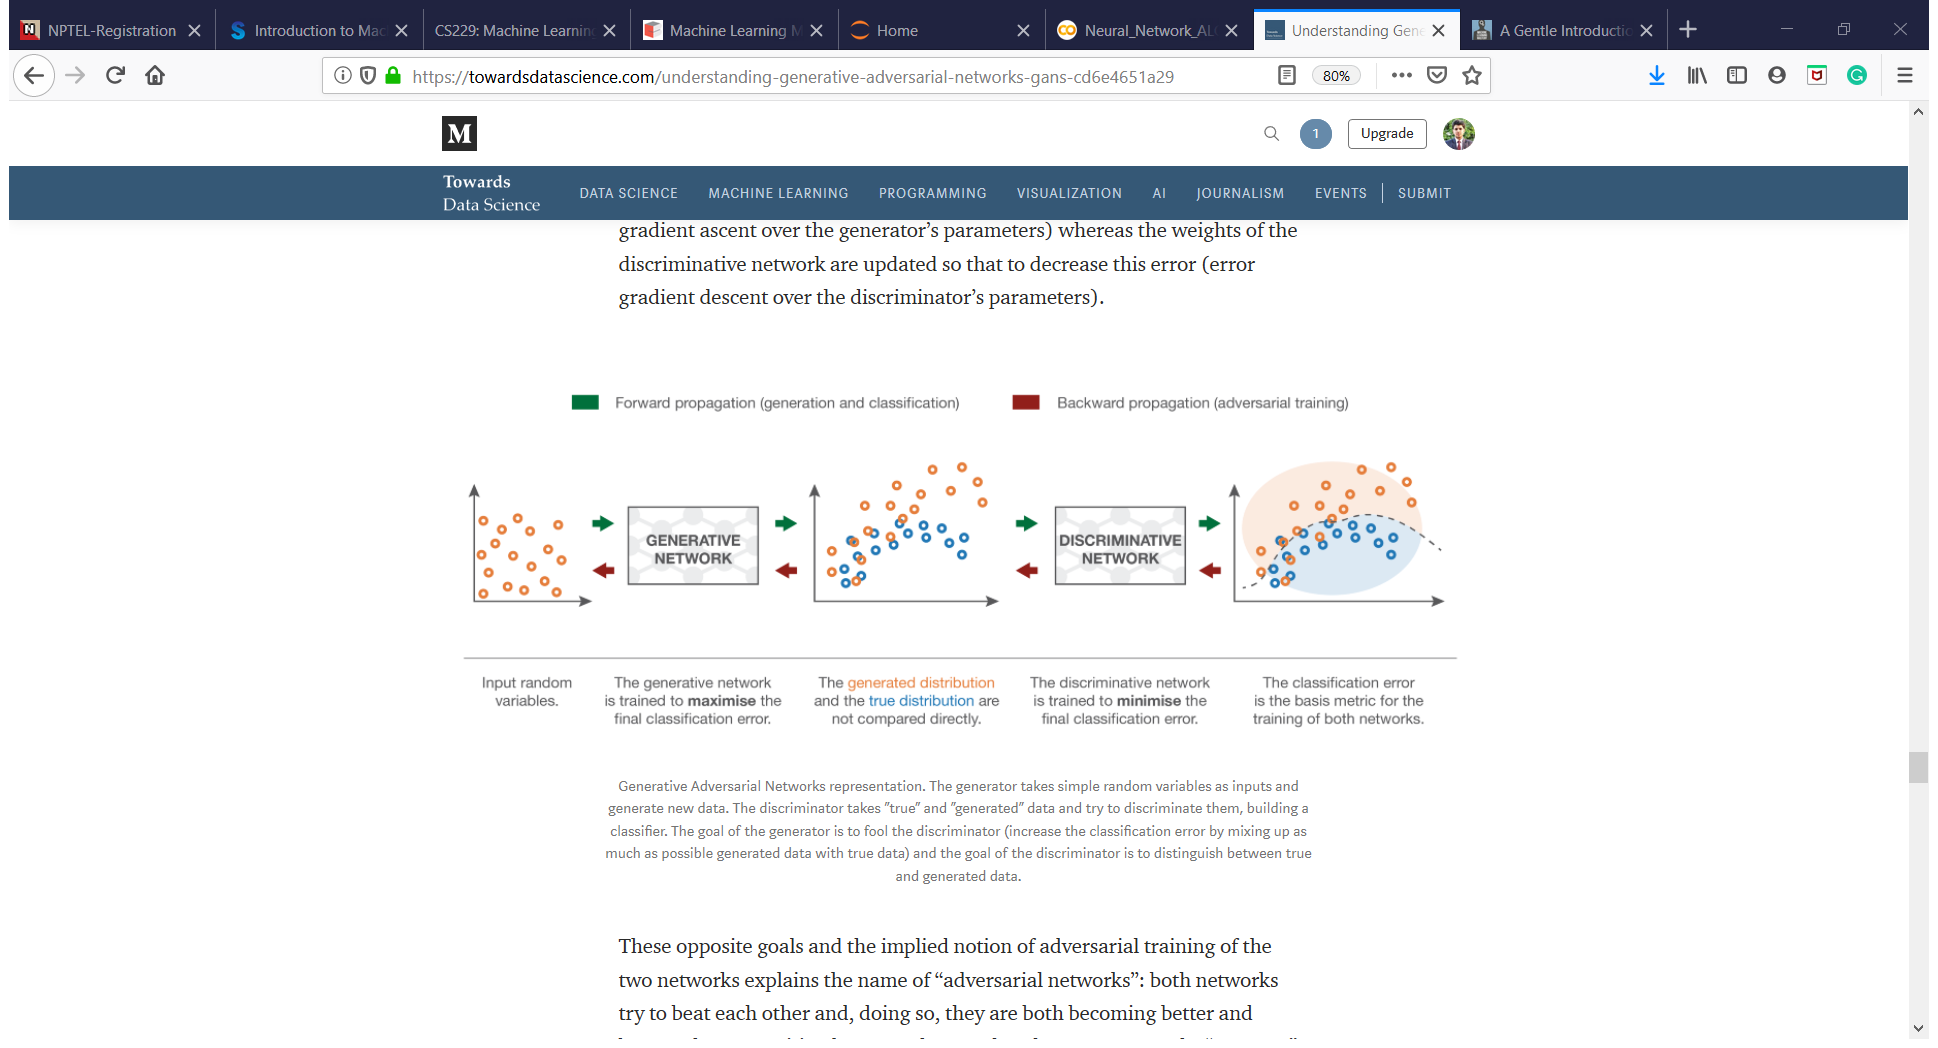 NPTEL-Registration
Introduction to Mac
CS229: Machine Learning
Machine Learning M
Home
Neural_Network_AL
Understanding Gene
A Gentle Introductio
https://towardsdatascience.com/understanding-generative-adversarial-networks-gans-cd6e4651a29
80%
M
1
Upgrade
Towards
Data Science
DATA SCIENCE MACHINE LEARNING PROGRAMMING VISUALIZATION AI JOURNALISM EVENTS SUBMIT
gradient ascent over the generator’s parameters) whereas the weights of the
discriminative network are updated so that to decrease this error (error
gradient descent over the discriminator’s parameters).
Forward propagation (generation and classification)
Backward propagation (adversarial training)
GENERATIVE
NETWORK
DISCRIMINATIVE
NETWORK
Input random
variables.
The generative network
is trained to maximise the
final classification error.
The generated distribution
and the true distribution are
not compared directly.
The discriminative network
is trained to minimise the
final classification error.
The classification error
is the basis metric for the
training of both networks.
Generative Adversarial Networks representation. The generator takes simple random variables as inputs and
generate new data. The discriminator takes "true" and "generated" data and try to discriminate them, building a
classifier. The goal of the generator is to fool the discriminator (increase the classification error by mixing up as
much as possible generated data with true data) and the goal of the discriminator is to distinguish between true
and generated data.
These opposite goals and the implied notion of adversarial training of the
two networks explains the name of “adversarial networks”: both networks
try to beat each other and, doing so, they are both becoming better and